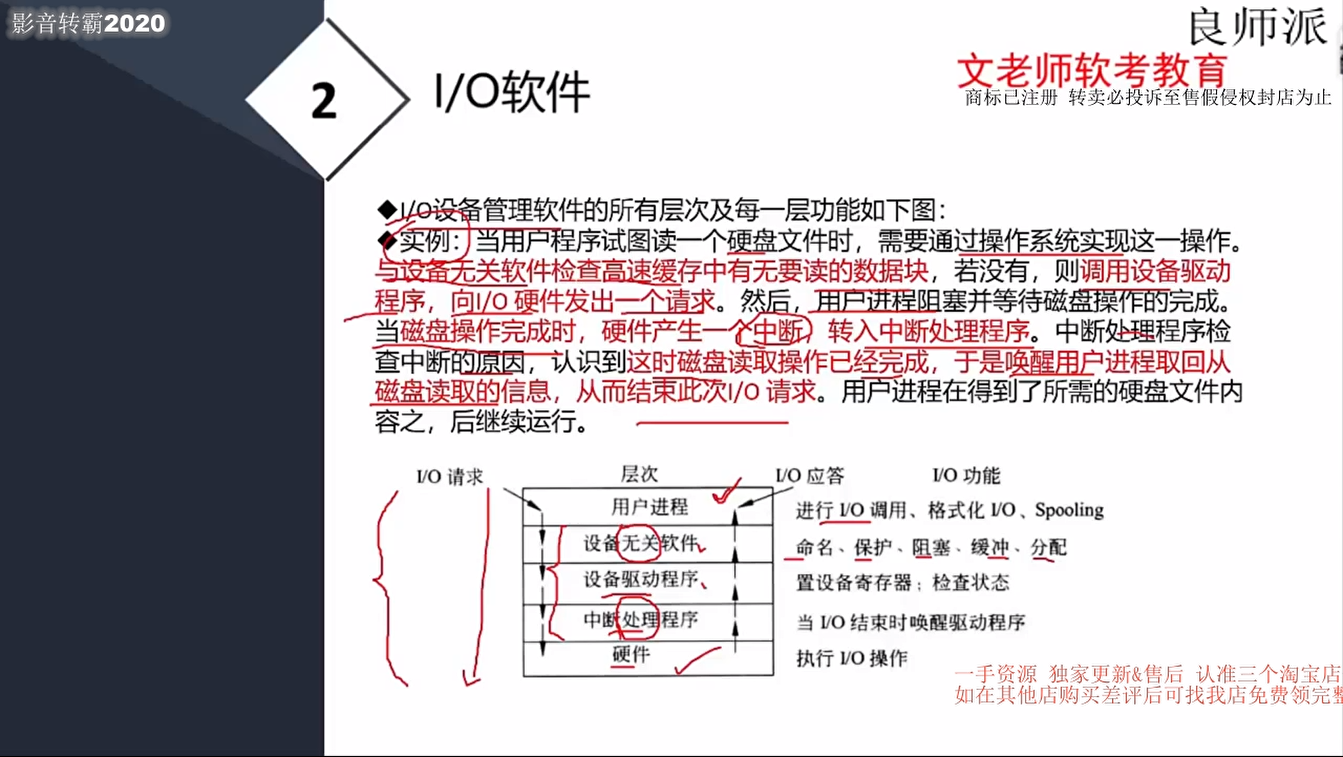 影音转霸2020
良师派
文老师软考教育
商标已注册 转卖必投诉至售假侵权封店为止
2
I/O软件
◆I/O设备管理软件的所有层次及每一层功能如下图：
◆实例：当用户程序试图读一个硬盘文件时，需要通过操作系统实现这一操作。
与设备无关软件检查高速缓存中有无要读的数据块，若没有，则调用设备驱动
程序，向I/O 硬件发出一个请求。然后，用户进程阻塞并等待磁盘操作的完成。
当磁盘操作完成时，硬件产生一个中断，转入中断处理程序。中断处理程序检
查中断的原因，认识到这时磁盘读取操作已经完成，于是唤醒用户进程取回从
磁盘读取的信息，从而结束此次I/O 请求。用户进程在得到了所需的硬盘文件内
容之，后继续运行。
I/O 请求 层次 I/O 应答 I/O 功能
用户进程 进行 I/O 调用、格式化 I/O、Spooling
设备无关软件 命名、保护、阻塞、缓冲、分配
设备驱动程序 置设备寄存器；检查状态
中断处理程序 当 I/O 结束时唤醒驱动程序
硬件 执行 I/O 操作
一手资源 独家更新&售后 认准三个淘宝店
如在其他店购买差评后可找我店免费领完整